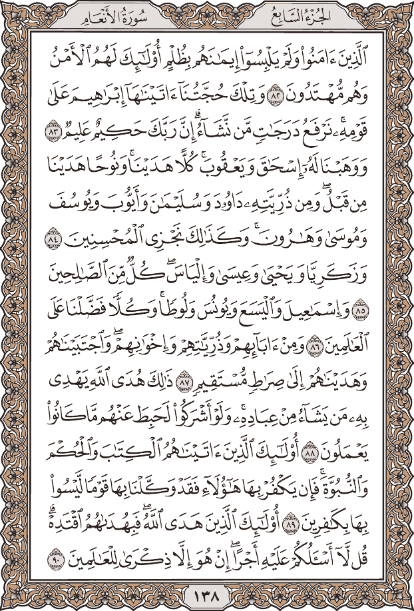 الجزء السابع
سورة الأنعام
الَّذِينَ ءَامَنُوا۟ وَلَمْ يَلْبِسُوٓا۟ إِيمَـٰنَهُم بِظُلْمٍ أُو۟لَـٰٓئِكَ لَهُمُ ٱلْأَمْنُ
وَهُم مُّهْتَدُونَ ٨٢ وَتِلْكَ حُجَّتُنَآ ءَاتَيْنَـٰهَآ إِبْرَٰهِيمَ عَلَىٰ
قَوْمِهِۦ ۚ نَرْفَعُ دَرَجَـٰتٍ مَّن نَّشَآءُ ۗ إِنَّ رَبَّكَ حَكِيمٌ عَلِيمٌ ٨٣
وَوَهَبْنَا لَهُۥٓ إِسْحَـٰقَ وَيَعْقُوبَ ۚ كُلًّا هَدَيْنَا ۚ وَنُوحًا هَدَيْنَا
مِن قَبْلُ ۖ وَمِن ذُرِّيَّتِهِۦ دَاوُۥدَ وَسُلَيْمَـٰنَ وَأَيُّوبَ وَيُوسُفَ
وَمُوسَىٰ وَهَـٰرُونَ ۚ وَكَذَٰلِكَ نَجْزِى ٱلْمُحْسِنِينَ ٨٤
وَزَكَرِيَّا وَيَحْيَىٰ وَعِيسَىٰ وَإِلْيَاسَ ۖ كُلٌّ مِّنَ ٱلصَّـٰلِحِينَ
٨٥ وَإِسْمَـٰعِيلَ وَٱلْيَسَعَ وَيُونُسَ وَلُوطًا ۚ وَكُلًّا فَضَّلْنَا عَلَى
ٱلْعَـٰلَمِينَ ٨٦ وَمِنْ ءَابَآئِهِمْ وَذُرِّيَّـٰتِهِمْ وَإِخْوَٰنِهِمْ ۖ وَٱجْتَبَيْنَـٰهُمْ
وَهَدَيْنَـٰهُمْ إِلَىٰ صِرَٰطٍ مُّسْتَقِيمٍ ٨٧ ذَٰلِكَ هُدَى ٱللَّهِ يَهْدِى
بِهِۦ مَن يَشَآءُ مِنْ عِبَادِهِۦ ۚ وَلَوْ أَشْرَكُوا۟ لَحَبِطَ عَنْهُم مَّا كَانُوا۟
يَعْمَلُونَ ٨٨ أُو۟لَـٰٓئِكَ ٱلَّذِينَ ءَاتَيْنَـٰهُمُ ٱلْكِتَـٰبَ وَٱلْحُكْمَ
وَٱلنُّبُوَّةَ ۚ فَإِن يَكْفُرْ بِهَا هَـٰٓؤُلَآءِ فَقَدْ وَكَّلْنَا بِهَا قَوْمًا لَّيْسُوا۟
بِهَا بِكَـٰفِرِينَ ٨٩ أُو۟لَـٰٓئِكَ ٱلَّذِينَ هَدَى ٱللَّهُ ۖ فَبِهُدَىٰهُمُ ٱقْتَدِهْ ۗ
قُل لَّآ أَسْـَٔلُكُمْ عَلَيْهِ أَجْرًا ۖ إِنْ هُوَ إِلَّا ذِكْرَىٰ لِلْعَـٰلَمِينَ ٩٠
١٣٨